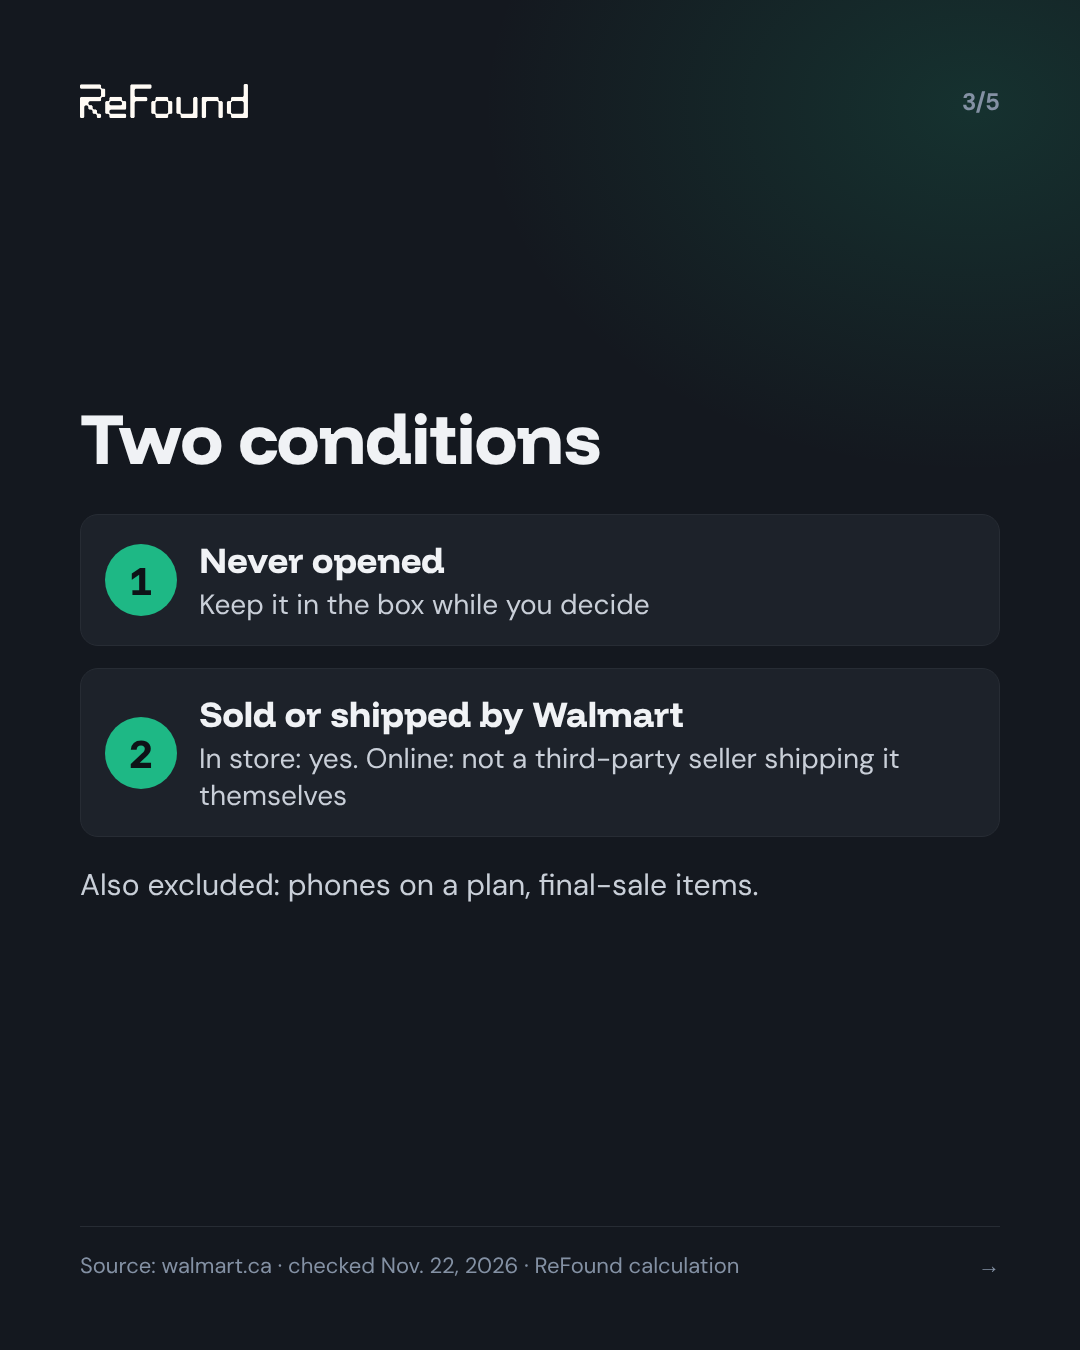 ReFound
3/5
Two conditions
1
Never opened
Keep it in the box while you decide
2
Sold or shipped by Walmart
In store: yes. Online: not a third-party seller shipping it
themselves
Also excluded: phones on a plan, final-sale items.
Source: walmart.ca · checked Nov. 22, 2026 · ReFound calculation
→